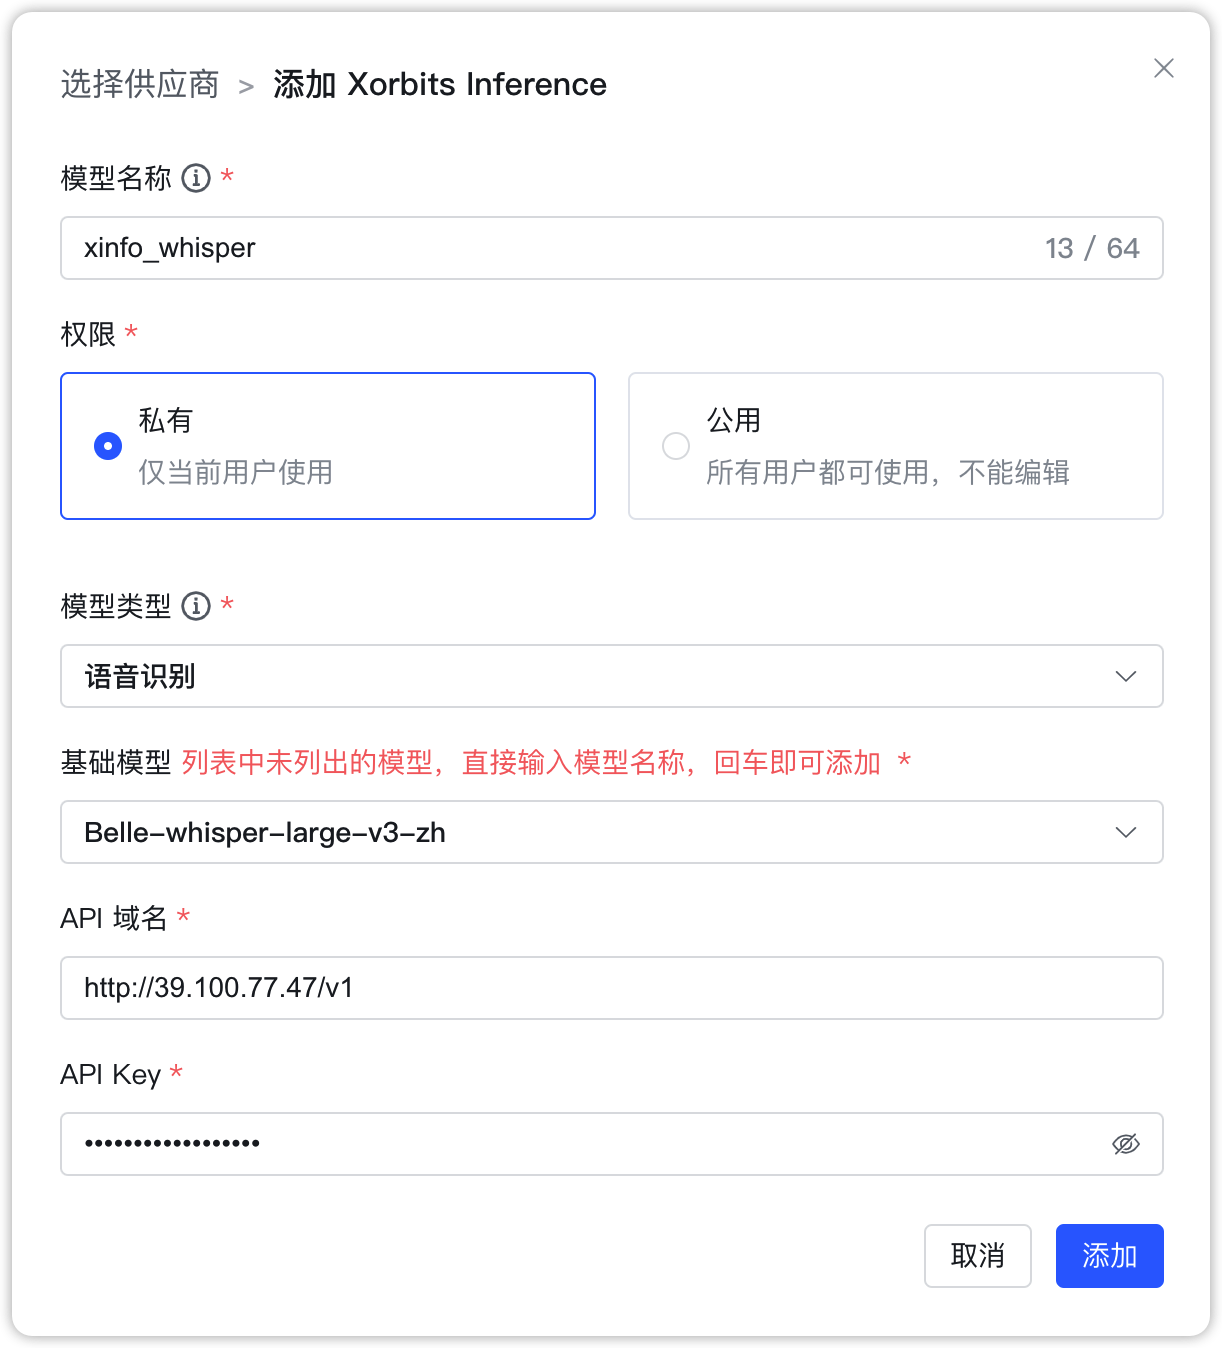 选择供应商 > 添加 Xorbits Inference
模型名称 *
xinfo_whisper 13 / 64
权限 *
私有
仅当前用户使用
公用
所有用户都可使用，不能编辑
模型类型 *
语音识别
基础模型 列表中未列出的模型，直接输入模型名称，回车即可添加 *
Belle-whisper-large-v3-zh
API 域名 *
http://39.100.77.47/v1
API Key *
••••••••••••••••••
取消 添加